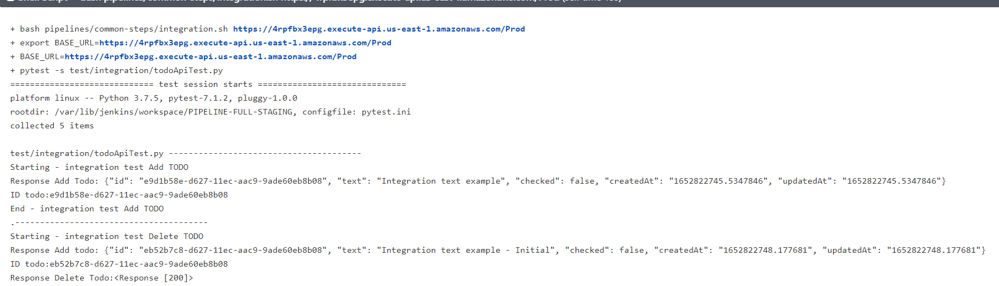 + bash pipelines/common-steps/integration.sh https://4rpfbx3epg.execute-api.us-east-1.amazonaws.com/Prod
+ export BASE_URL=https://4rpfbx3epg.execute-api.us-east-1.amazonaws.com/Prod
+ BASE_URL=https://4rpfbx3epg.execute-api.us-east-1.amazonaws.com/Prod
+ pytest -s test/integration/todoApiTest.py
============================= test session starts ==============================
platform linux -- Python 3.7.5, pytest-7.1.2, pluggy-1.0.0
rootdir: /var/lib/jenkins/workspace/PIPELINE-FULL-STAGING, configfile: pytest.ini
collected 5 items
test/integration/todoApiTest.py ---------------------------------------
Starting - integration test Add TODO
Response Add Todo: {"id": "e9d1b58e-d627-11ec-aac9-9ade60eb8b08", "text": "Integration text example", "checked": false, "createdAt": "1652822745.5347846", "updatedAt": "1652822745.5347846"}
ID todo:e9d1b58e-d627-11ec-aac9-9ade60eb8b08
End - integration test Add TODO
.---------------------------------------
Starting - integration test Delete TODO
Response Add todo: {"id": "eb52b7c8-d627-11ec-aac9-9ade60eb8b08", "text": "Integration text example - Initial", "checked": false, "createdAt": "1652822748.177681", "updatedAt": "1652822748.177681"}
ID todo:eb52b7c8-d627-11ec-aac9-9ade60eb8b08
Response Delete Todo:<Response [200]>